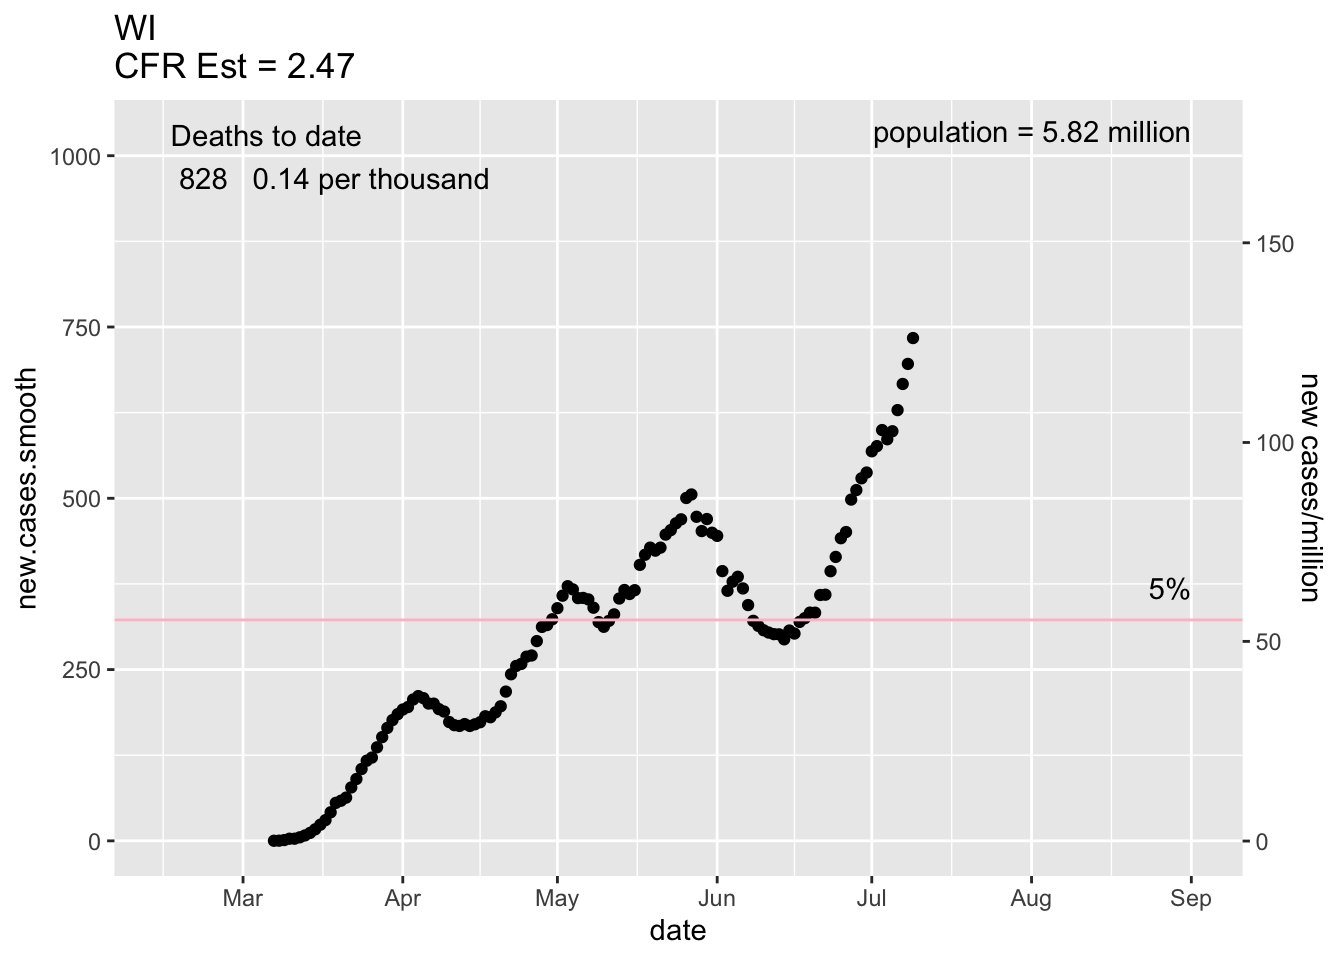 WI
CFR Est = 2.47
Deaths to date
828 0.14 per thousand
population = 5.82 million
1000
750
500
250
0
new.cases.smooth
150
100
50
0
new cases/million
5%
Mar Apr May Jun Jul Aug Sep
date